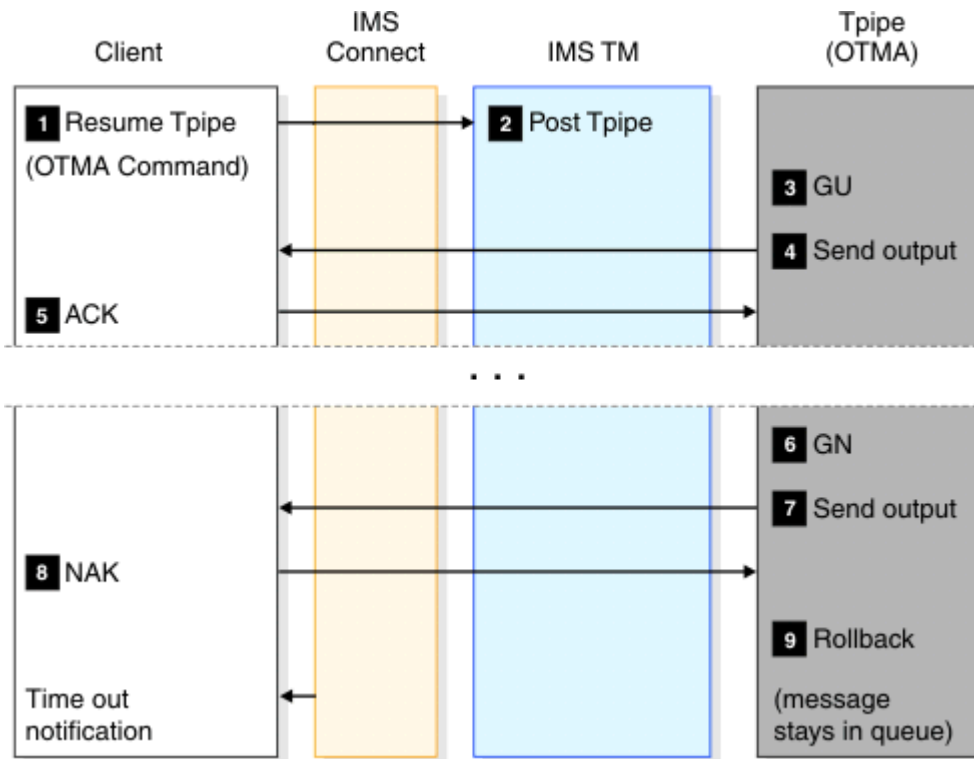 Client
IMS
Connect
IMS TM
Tpipe
(OTMA)
1 Resume Tpipe
(OTMA Command)
2 Post Tpipe
3 GU
4 Send output
5 ACK
. . .
6 GN
7 Send output
8 NAK
9 Rollback
Time out
notification
(message
stays in queue)